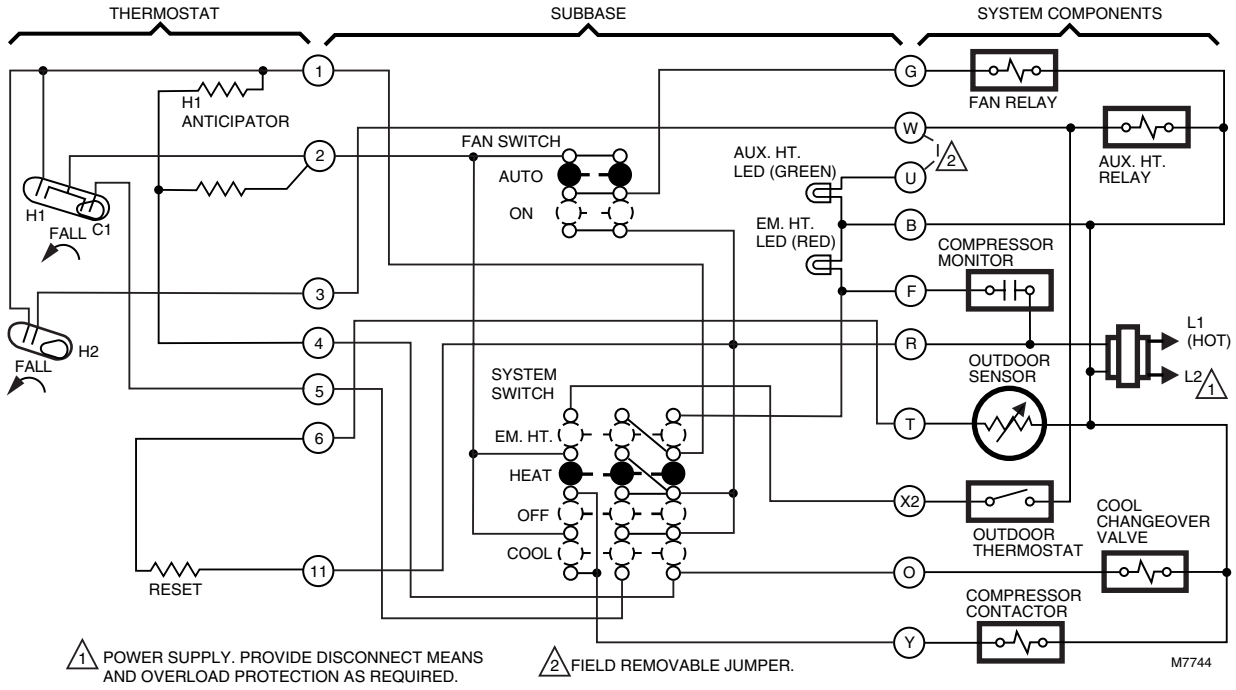 THERMOSTAT
SUBBASE
SYSTEM COMPONENTS
1
G
H1
ANTICIPATOR
FAN RELAY
2
FAN SWITCH
W
2
AUX. HT.
RELAY
AUX. HT.
LED (GREEN)
AUTO
U
H1
C1
FALL
ON
B
EM. HT.
LED (RED)
COMPRESSOR
MONITOR
3
F
L1
(HOT)
H2
4
R
FALL
OUTDOOR
SENSOR
L2
1
5
SYSTEM
SWITCH
6
T
EM. HT.
HEAT
X2
COOL
CHANGEOVER
VALVE
OFF
OUTDOOR
THERMOSTAT
COOL
11
O
RESET
COMPRESSOR
CONTACTOR
Y
1 POWER SUPPLY. PROVIDE DISCONNECT MEANS
AND OVERLOAD PROTECTION AS REQUIRED.
2 FIELD REMOVABLE JUMPER.
M7744